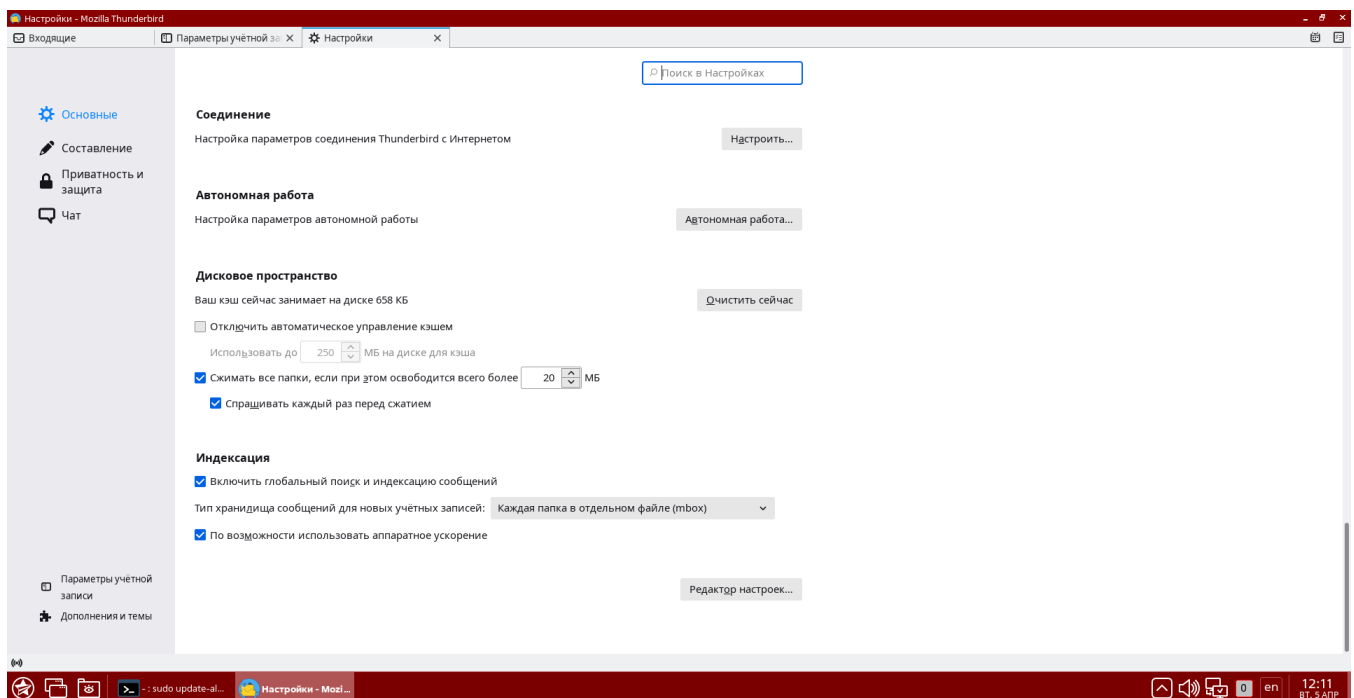 Настройки - Mozilla Thunderbird
Входящие
Параметры учётной за
Настройки
Поиск в Настройках
Основные
Составление
Приватность и
защита
Чат
Соединение
Настройка параметров соединения Thunderbird с Интернетом
Настроить...
Автономная работа
Настройка параметров автономной работы
Автономная работа...
Дисковое пространство
Ваш кэш сейчас занимает на диске 658 КБ
Очистить сейчас
Отключить автоматическое управление кэшем
Использовать до 250 МБ на диске для кэша
Сжимать все папки, если при этом освободится всего более 20 МБ
Спрашивать каждый раз перед сжатием
Индексация
Включить глобальный поиск и индексацию сообщений
Тип хранилища сообщений для новых учётных записей: Каждая папка в отдельном файле (mbox)
По возможности использовать аппаратное ускорение
Редактор настроек...
Параметры учётной
записи
Дополнения и темы
- : sudo update-al...
Настройки - Mozi...
0
en
12:11
ВТ, 5 АПР